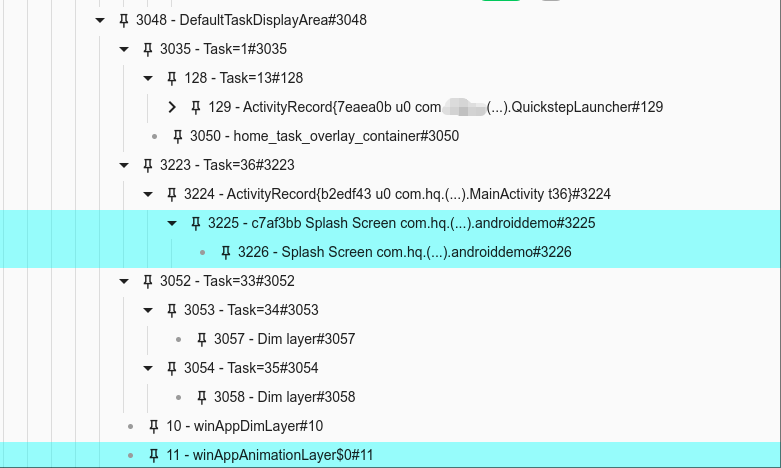 3048 - DefaultTaskDisplayArea#3048
3035 - Task=1#3035
128 - Task=13#128
129 - ActivityRecord{7eaea0b u0 com (...).QuickstepLauncher#129
3050 - home_task_overlay_container#3050
3223 - Task=36#3223
3224 - ActivityRecord{b2edf43 u0 com.hq.(...).MainActivity t36}#3224
3225 - c7af3bb Splash Screen com.hq.(...).androiddemo#3225
3226 - Splash Screen com.hq.(...).androiddemo#3226
3052 - Task=33#3052
3053 - Task=34#3053
3057 - Dim layer#3057
3054 - Task=35#3054
3058 - Dim layer#3058
10 - winAppDimLayer#10
11 - winAppAnimationLayer$0#11